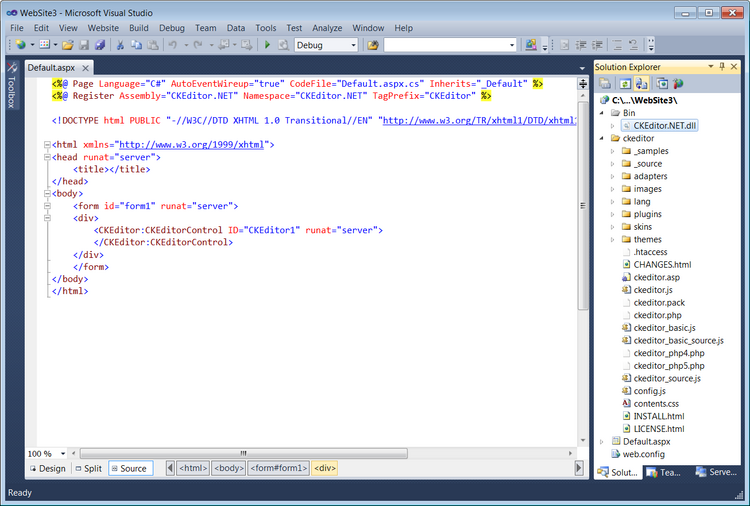 WebSite3 - Microsoft Visual Studio
File Edit View Website Build Debug Team Data Tools Test Analyze Window Help
Debug
Toolbox
Default.aspx
<%@ Page Language="C#" AutoEventWireup="true" CodeFile="Default.aspx.cs" Inherits="_Default" %>
<%@ Register Assembly="CKEditor.NET" Namespace="CKEditor.NET" TagPrefix="CKEditor" %>
<!DOCTYPE html PUBLIC "-//W3C//DTD XHTML 1.0 Transitional//EN" "http://www.w3.org/TR/xhtml1/DTD/xhtml1
<html xmlns="http://www.w3.org/1999/xhtml">
<head runat="server">
<title></title>
</head>
<body>
<form id="form1" runat="server">
<div>
<CKEditor:CKEditorControl ID="CKEditor1" runat="server">
</CKEditor:CKEditorControl>
</div>
</form>
</body>
</html>
100 %
Design Split Source <html> <body> <form#form1> <div>
Ready
Solution Explorer
C:\...\WebSite3\
Bin
CKEditor.NET.dll
ckeditor
_samples
_source
adapters
images
lang
plugins
skins
themes
.htaccess
CHANGES.html
ckeditor.asp
ckeditor.js
ckeditor.pack
ckeditor.php
ckeditor_basic.js
ckeditor_basic_source.js
ckeditor_php4.php
ckeditor_php5.php
ckeditor_source.js
config.js
contents.css
INSTALL.html
LICENSE.html
Default.aspx
web.config
Solut... Tea... Serve...